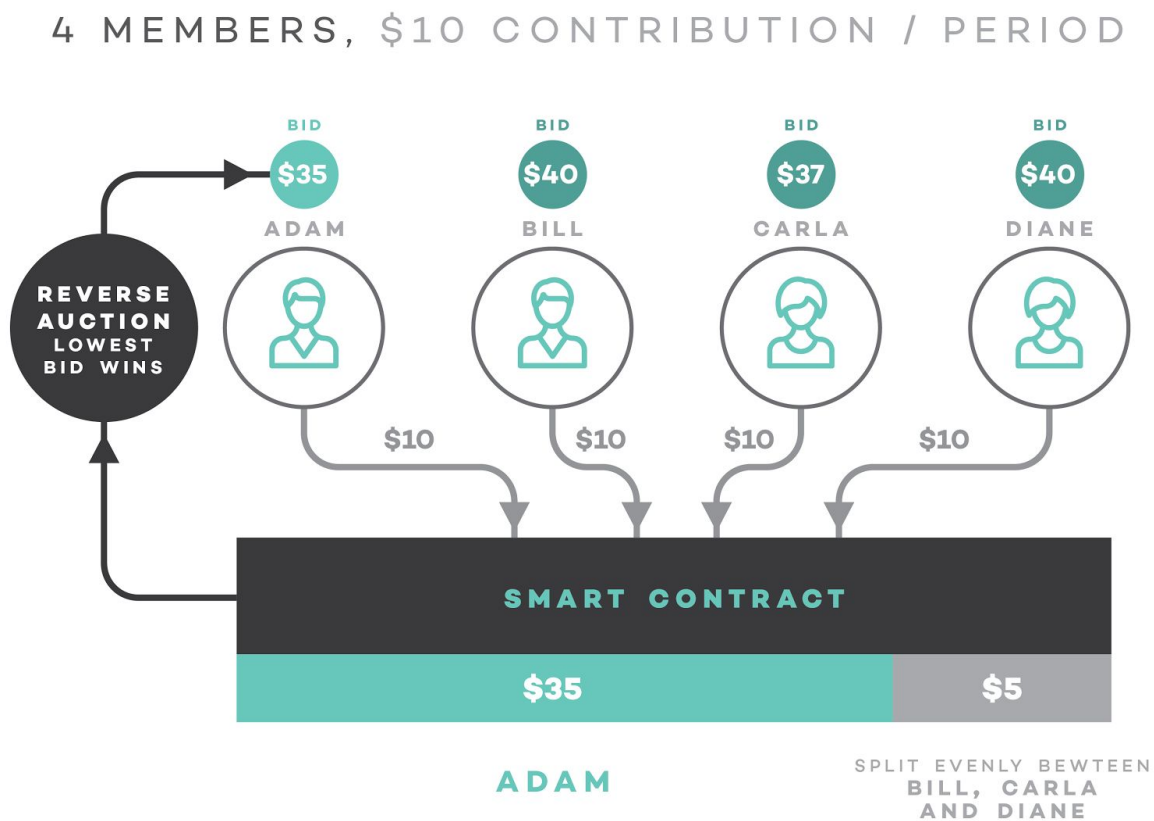 4 MEMBERS, $10 CONTRIBUTION / PERIOD
BID
BID
BID
BID
$35
$40
$37
$40
ADAM
BILL
CARLA
DIANE
REVERSE
AUCTION
LOWEST
BID WINS
$10
$10
$10
$10
SMART CONTRACT
$35
$5
ADAM
SPLIT EVENLY BEWTEEN
BILL, CARLA
AND DIANE